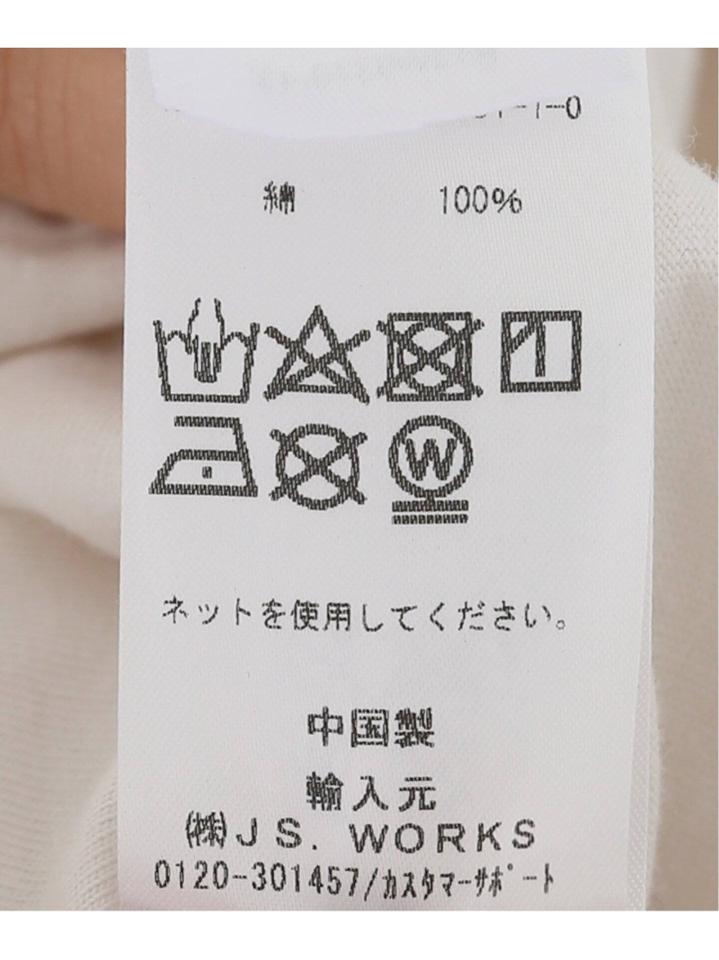 綿 100%
W
ネットを使用してください。
中国製
輸入元
㈱JS. WORKS
0120-301457/ｶｽﾀﾏｰｻﾎﾟｰﾄ